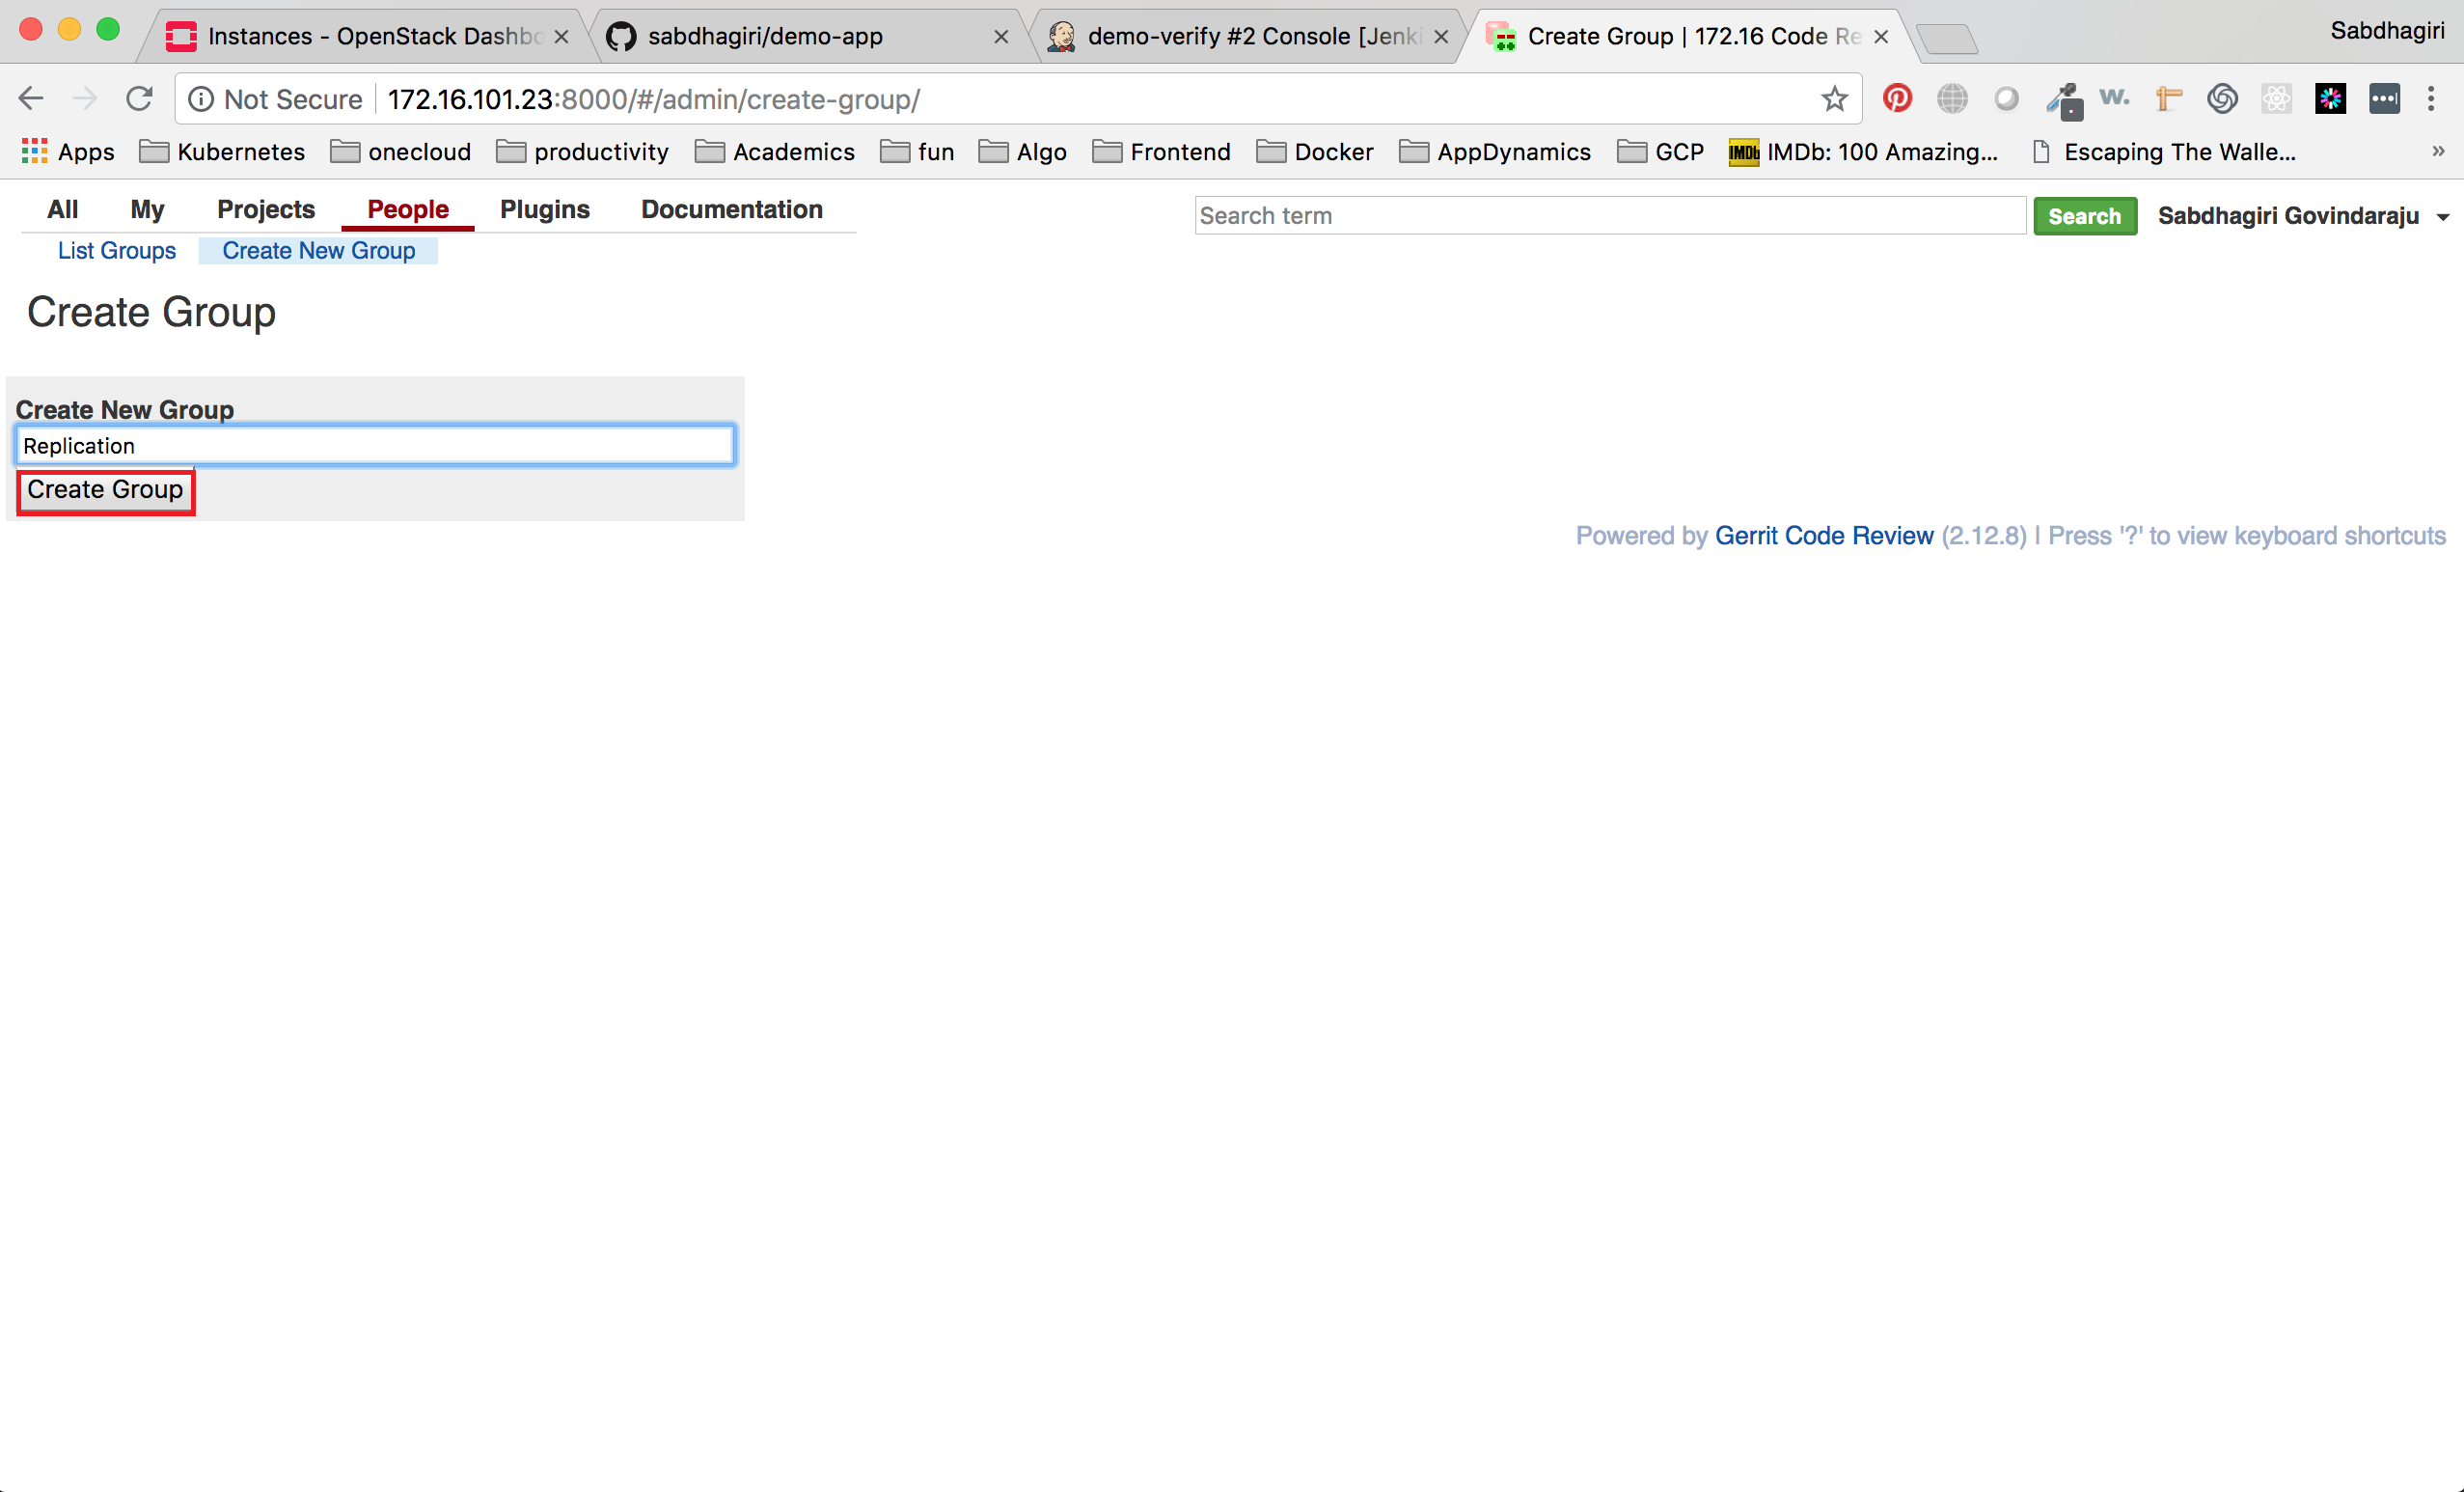 Instances - OpenStack Dashbo
sabdhagiri/demo-app
demo-verify #2 Console [Jenki
Create Group | 172.16 Code Re
Sabdhagiri
Not Secure
172.16.101.23:8000/#/admin/create-group/
W.
Apps
Kubernetes
onecloud
productivity
Academics
fun
Algo
Frontend
Docker
AppDynamics
GCP
IMDb
IMDb: 100 Amazing...
Escaping The Walle...
»
All
My
Projects
People
Plugins
Documentation
Search term
Search
Sabdhagiri Govindaraju
List Groups
Create New Group
Create Group
Create New Group
Replication
Create Group
Powered by Gerrit Code Review (2.12.8) | Press '?' to view keyboard shortcuts